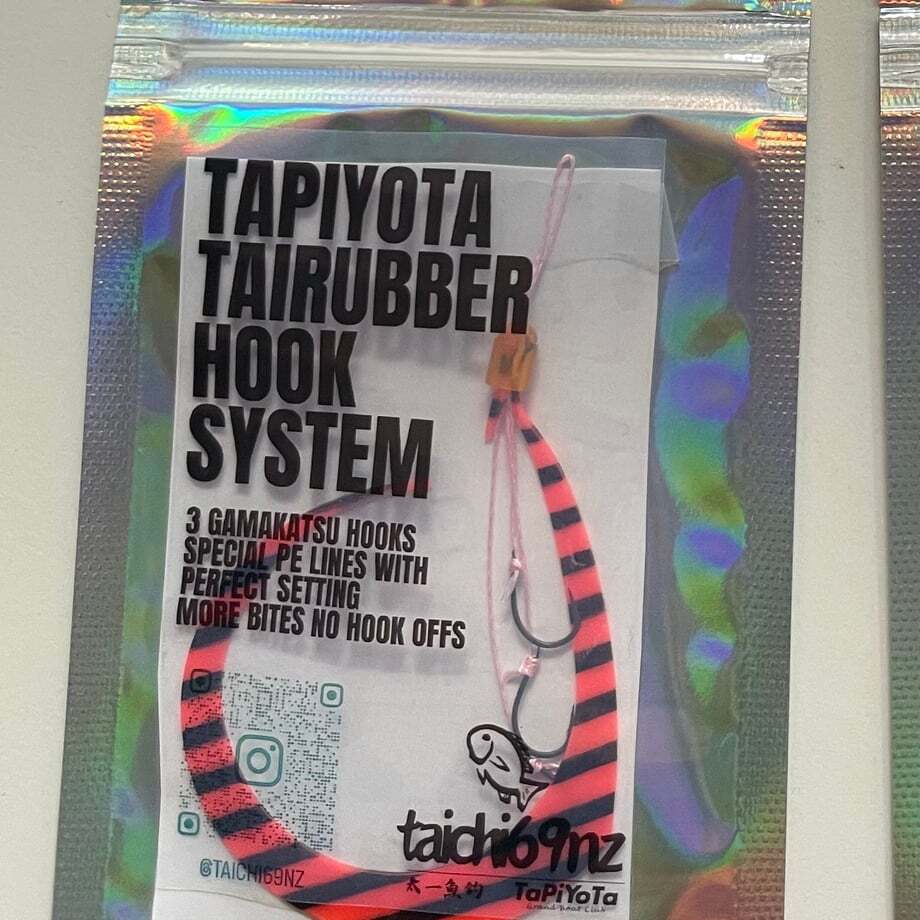 TAPIYOTA
TAIRUBBER
HOOK
SYSTEM
3 GAMAKATSU HOOKS
SPECIAL PE LINES WITH
PERFECT SETTING
MORE BITES NO HOOK OFFS
@TAICHI69NZ
taichi69nz
太一魚釣
TaPiYoTa